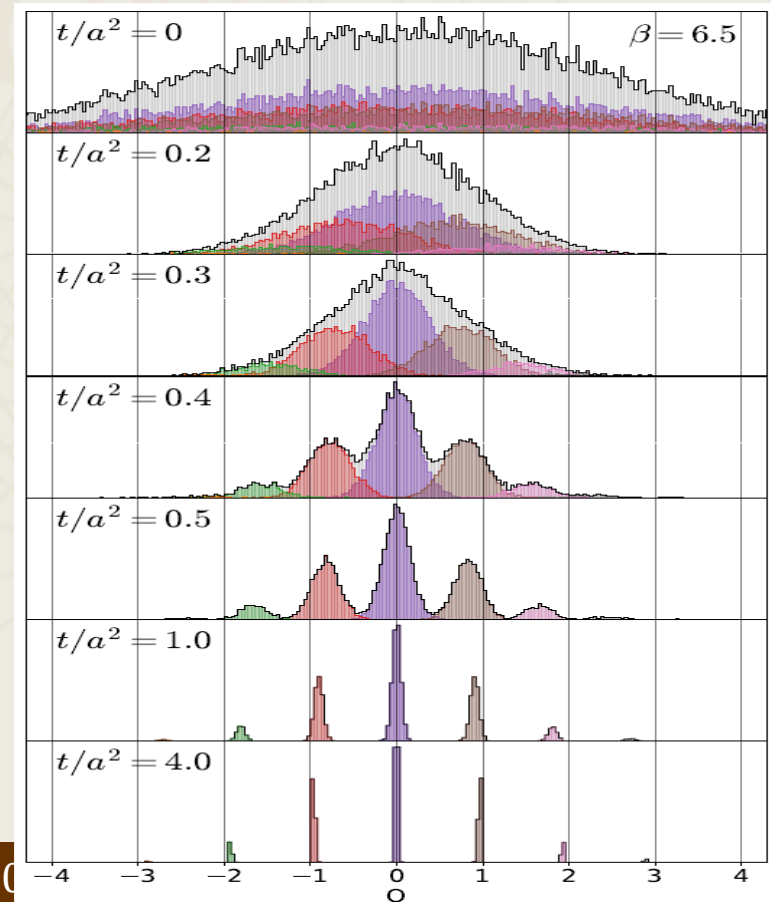 t/a² = 0 β = 6.5
t/a² = 0.2
t/a² = 0.3
t/a² = 0.4
t/a² = 0.5
t/a² = 1.0
t/a² = 4.0
−4 −3 −2 −1 0 1 2 3 4